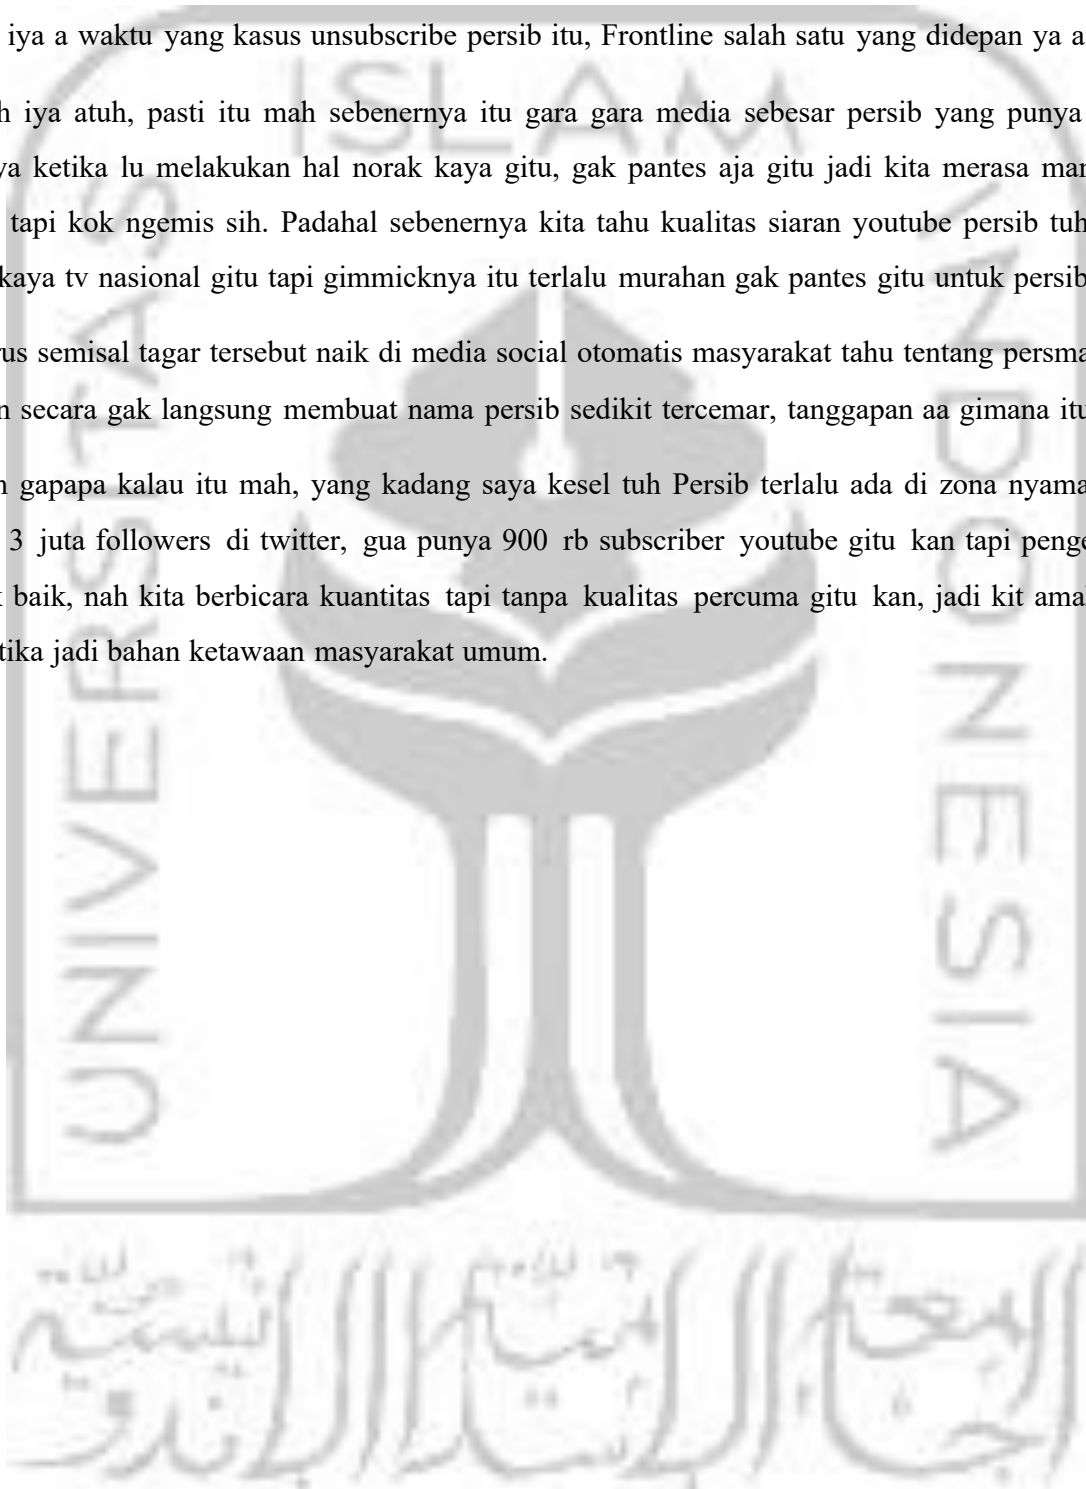 iya a waktu yang kasus unsubscribe persib itu, Frontline salah satu yang didepan ya a
h iya atuh, pasti itu mah sebenernya itu gara gara media sebesar persib yang punya
ya ketika lu melakukan hal norak kaya gitu, gak pantes aja gitu jadi kita merasa mar
tapi kok ngemis sih. Padahal sebenernya kita tahu kualitas siaran youtube persib tuh
kaya tv nasional gitu tapi gimmicknya itu terlalu murahan gak pantes gitu untuk persib
rus semisal tagar tersebut naik di media social otomatis masyarakat tahu tentang persma
n secara gak langsung membuat nama persib sedikit tercemar, tanggapan aa gimana itu
h gapapa kalau itu mah, yang kadang saya kesel tuh Persib terlalu ada di zona nyama
3 juta followers di twitter, gua punya 900 rb subscriber youtube gitu kan tapi penge
k baik, nah kita berbicara kuantitas tapi tanpa kualitas percuma gitu kan, jadi kit ama
tika jadi bahan ketawaan masyarakat umum.
ISLAM
UNIVERSITAS
INDONESIA